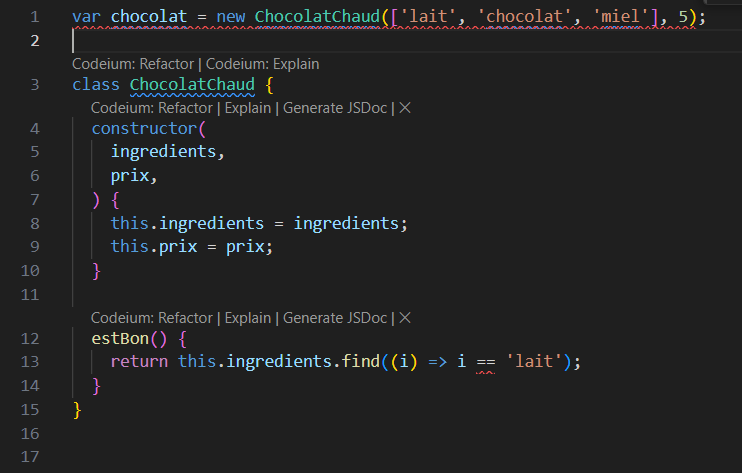 1 var chocolat = new ChocolatChaud(['lait', 'chocolat', 'miel'], 5);
2
Codeium: Refactor | Codeium: Explain
3 class ChocolatChaud {
Codeium: Refactor | Explain | Generate JSDoc | ×
4 constructor(
5 ingredients,
6 prix,
7 ) {
8 this.ingredients = ingredients;
9 this.prix = prix;
10 }
11
Codeium: Refactor | Explain | Generate JSDoc | ×
12 estBon() {
13 return this.ingredients.find((i) => i == 'lait');
14 }
15 }
16
17